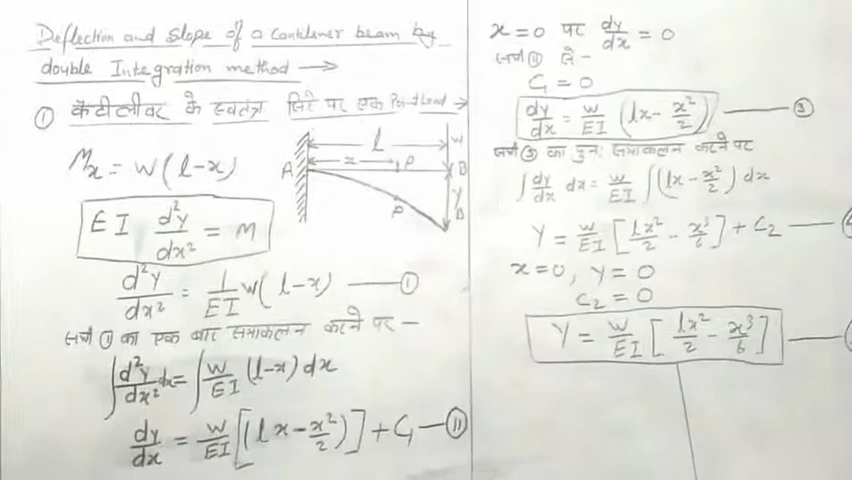 Deflection and slope of a Cantilever beam by
double Integration method →
① केंटीलीवर के स्वतंत्र सिरे पर एक Point Load →
Mx = W(l-x)
l
w
x
P
A
B
y
P
B
EI d²y/dx² = M
d²y/dx² = 1/EI w(l-x) — ①
समी ① का एक बार समाकलन करने पर -
∫ d²y/dx² dx = ∫ W/EI (l-x) dx
dy/dx = W/EI [(lx - x²/2)] + C₁ — ⑪
x = 0 पर dy/dx = 0
समी ⑪ से -
C₁ = 0
dy/dx = W/EI (lx - x²/2) — ③
समी ③ का पुनः समाकलन करने पर
∫ dy/dx dx = W/EI ∫ (lx - x²/2) dx
Y = W/EI [lx²/2 - x³/6] + C₂ —
x = 0, y = 0
C₂ = 0
Y = W/EI [lx²/2 - x³/6] —